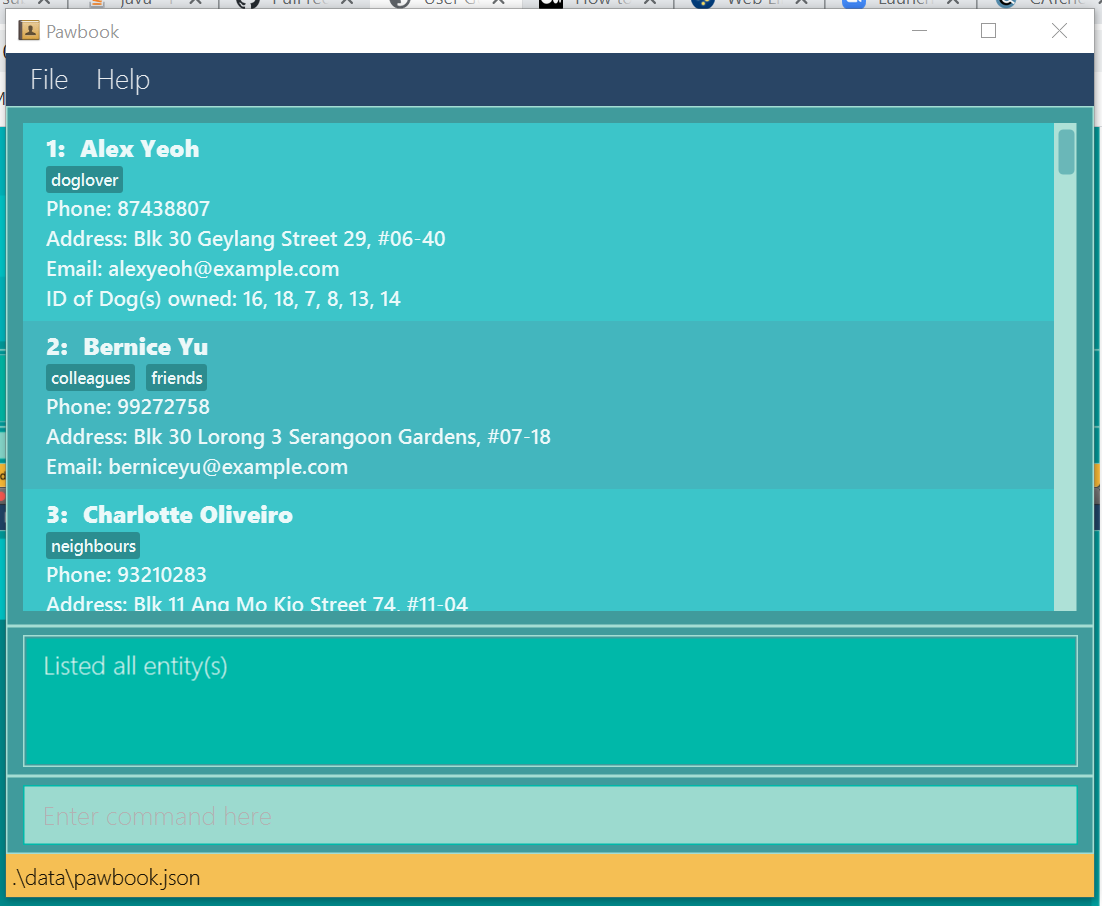 Pawbook
File Help
1: Alex Yeoh
doglover
Phone: 87438807
Address: Blk 30 Geylang Street 29, #06-40
Email: alexyeoh@example.com
ID of Dog(s) owned: 16, 18, 7, 8, 13, 14
2: Bernice Yu
colleagues friends
Phone: 99272758
Address: Blk 30 Lorong 3 Serangoon Gardens, #07-18
Email: berniceyu@example.com
3: Charlotte Oliveiro
neighbours
Phone: 93210283
Address: Blk 11 Ang Mo Kio Street 74, #11-04
Listed all entity(s)
Enter command here
.\data\pawbook.json